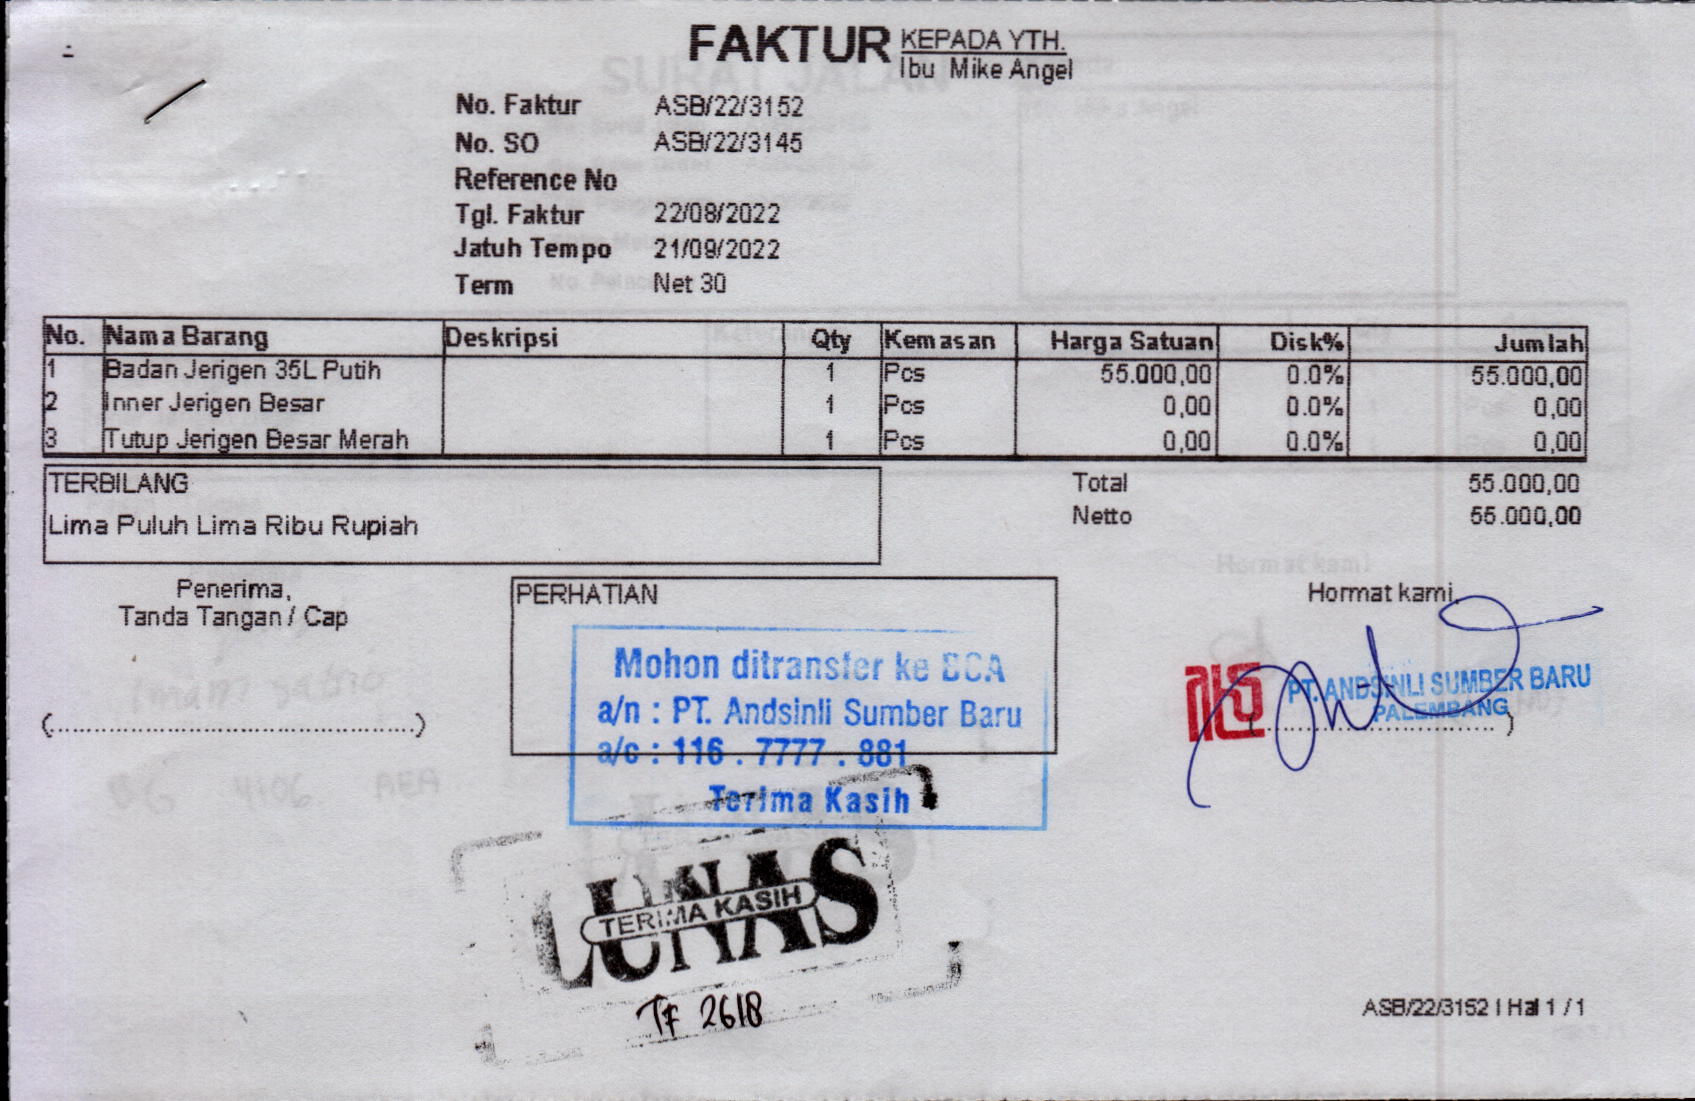 FAKTUR
KEPADA YTH.
Ibu Mike Angel
No. Faktur ASB/22/3152
No. SO ASB/22/3145
Reference No
Tgl. Faktur 22/08/2022
Jatuh Tempo 21/09/2022
Term Net 30
No. Nama Barang Deskripsi Qty Kemasan Harga Satuan Disk% Jumlah
1 Badan Jerigen 35L Putih 1 Pcs 55.000,00 0.0% 55.000,00
2 Inner Jerigen Besar 1 Pcs 0,00 0.0% 0,00
3 Tutup Jerigen Besar Merah 1 Pcs 0,00 0.0% 0,00
TERBILANG
Lima Puluh Lima Ribu Rupiah
Total 55.000,00
Netto 55.000,00
Penerima,
Tanda Tangan / Cap
(................................................)
PERHATIAN
Mohon ditransfer ke BCA
a/n : PT. Andsinli Sumber Baru
a/c : 116 . 7777 . 881
Terima Kasih
Hormat kami,
PT. ANDSINLI SUMBER BARU
PALEMBANG
(................................)
LUNAS
TERIMA KASIH
TF 2618
ASB/22/3152 | Hal 1 / 1